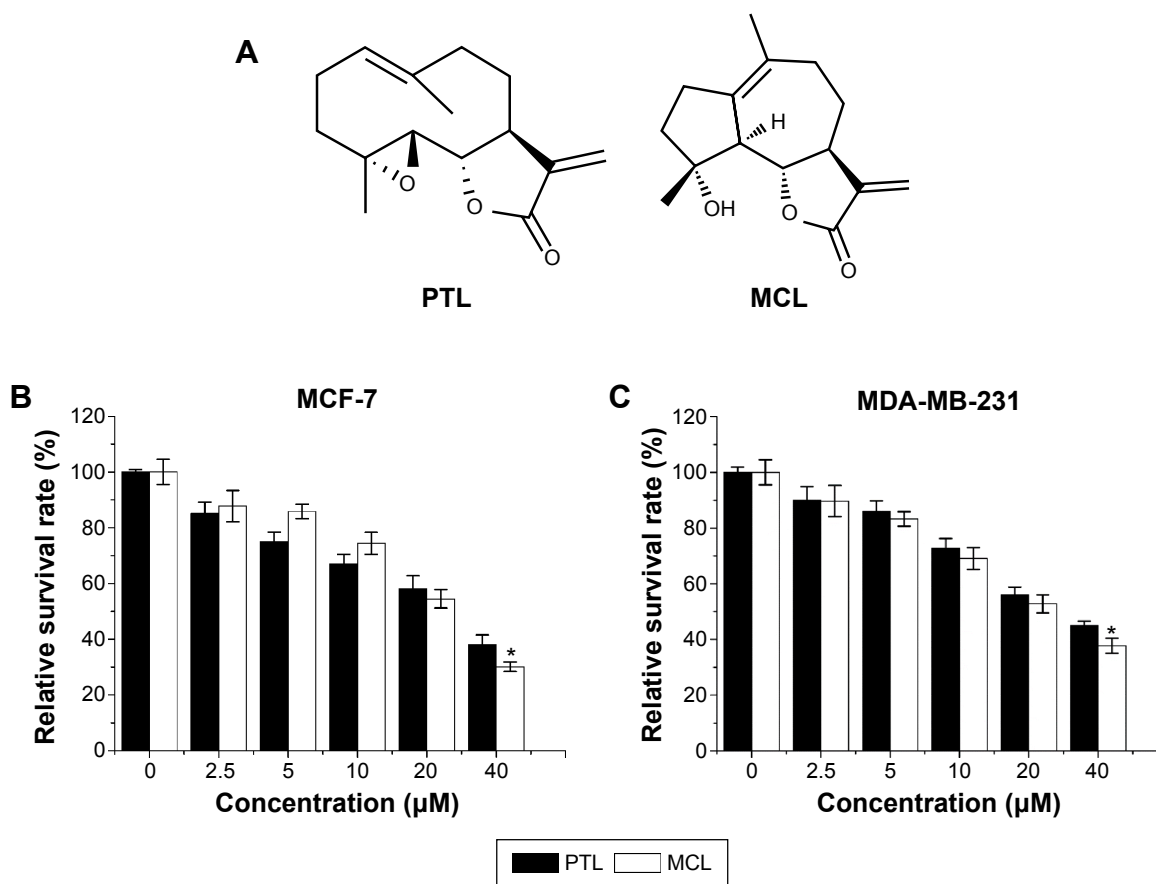 A
H
OH
O
O
O
O
O
PTL
MCL
B
MCF-7
Relative survival rate (%)
120
100
80
60
40
20
0
0 2.5 5 10 20 40
Concentration (µM)
*
C
MDA-MB-231
Relative survival rate (%)
120
100
80
60
40
20
0
0 2.5 5 10 20 40
Concentration (µM)
*
PTL MCL